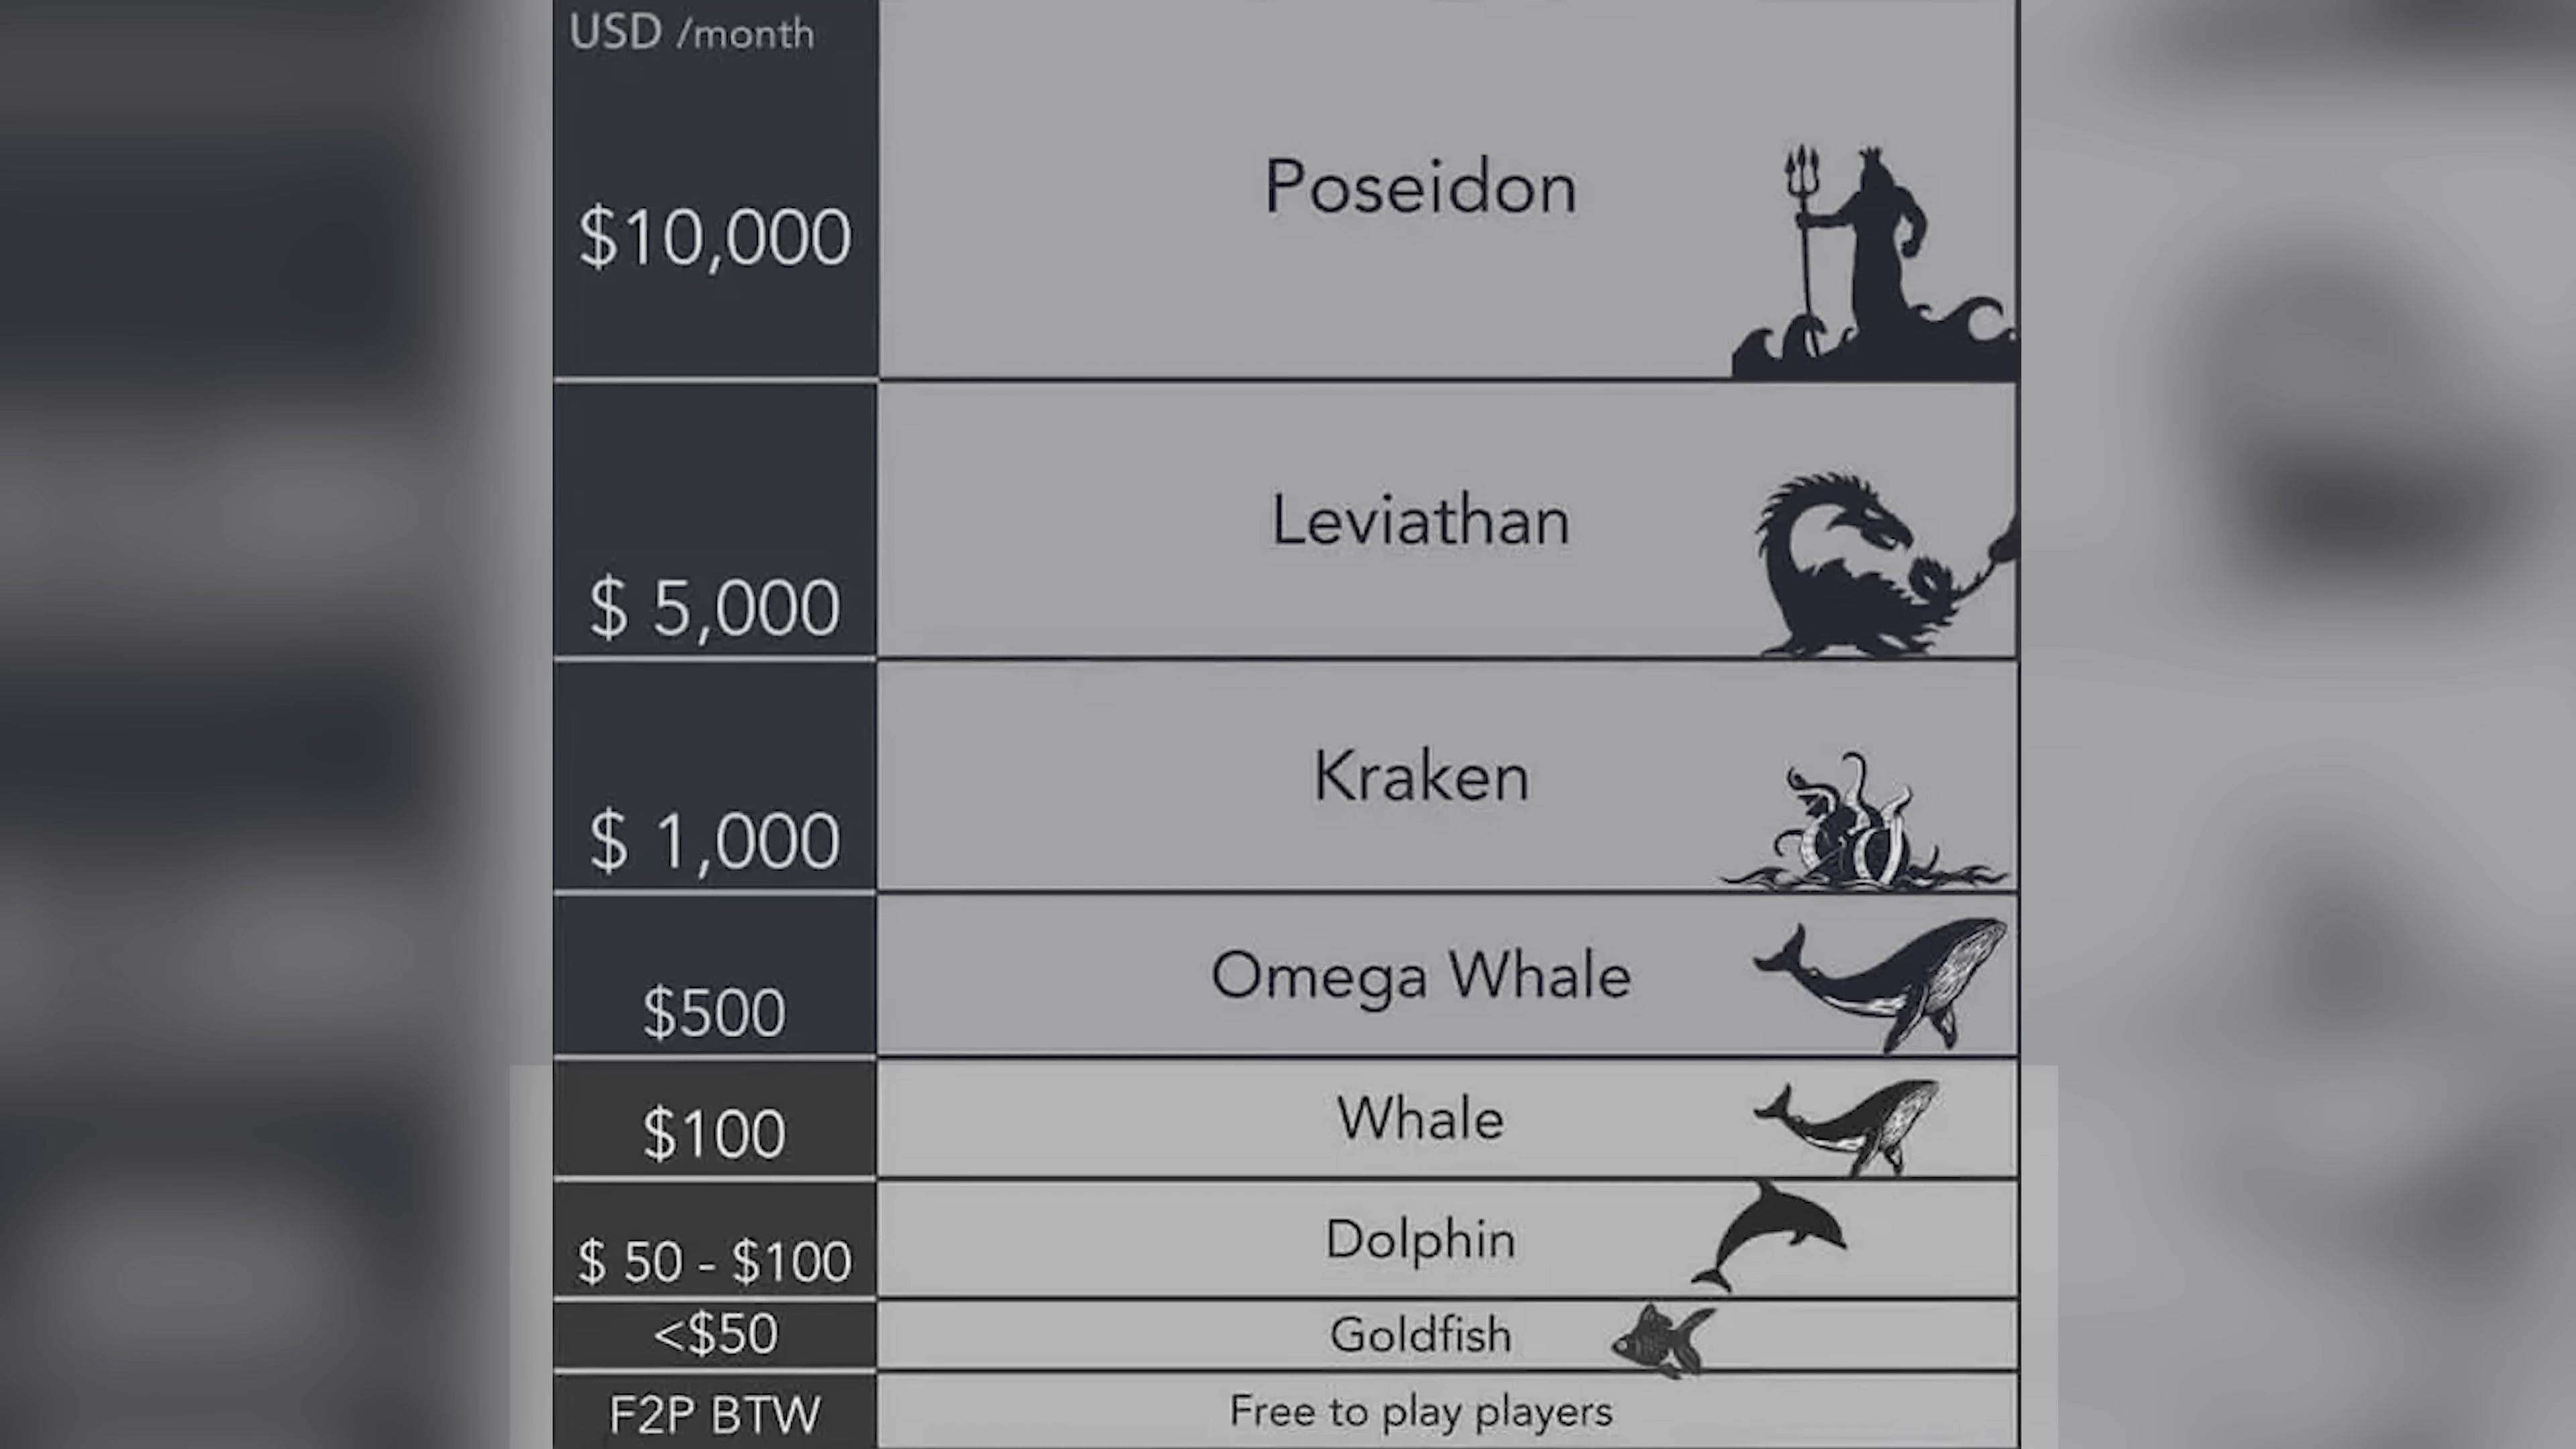 USD /month
$10,000
Poseidon
$ 5,000
Leviathan
$ 1,000
Kraken
$500
Omega Whale
$100
Whale
$ 50 - $100
Dolphin
<$50
Goldfish
F2P BTW
Free to play players